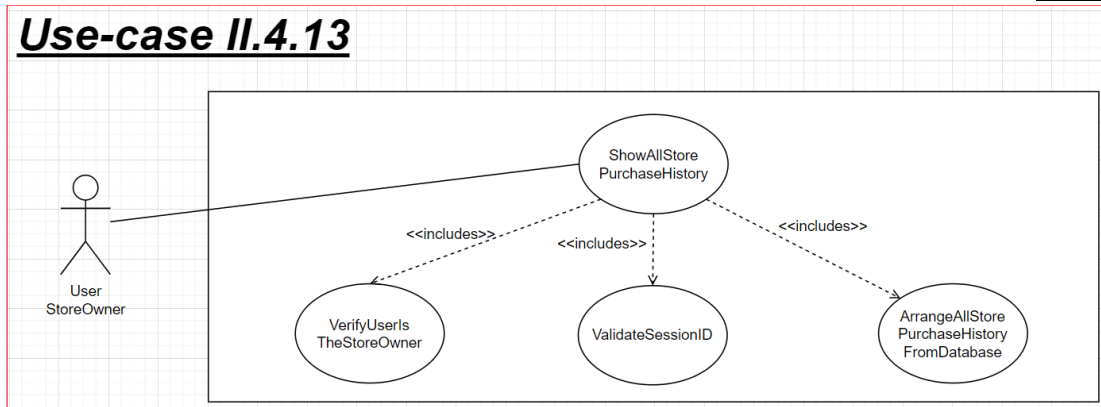 Use-case II.4.13
ShowAllStore
PurchaseHistory
<<includes>>
<<includes>>
<<includes>>
User
StoreOwner
VerifyUserIs
TheStoreOwner
ValidateSessionID
ArrangeAllStore
PurchaseHistory
FromDatabase